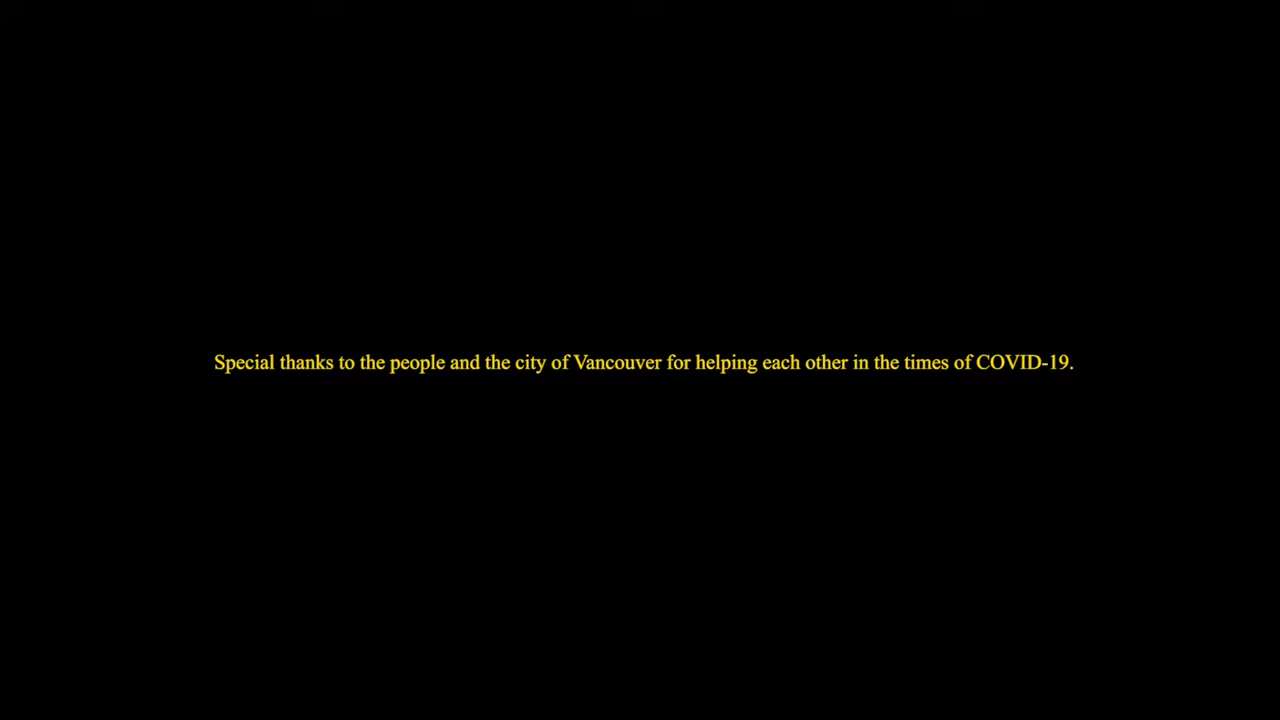 Special thanks to the people and the city of Vancouver for helping each other in the times of COVID-19.